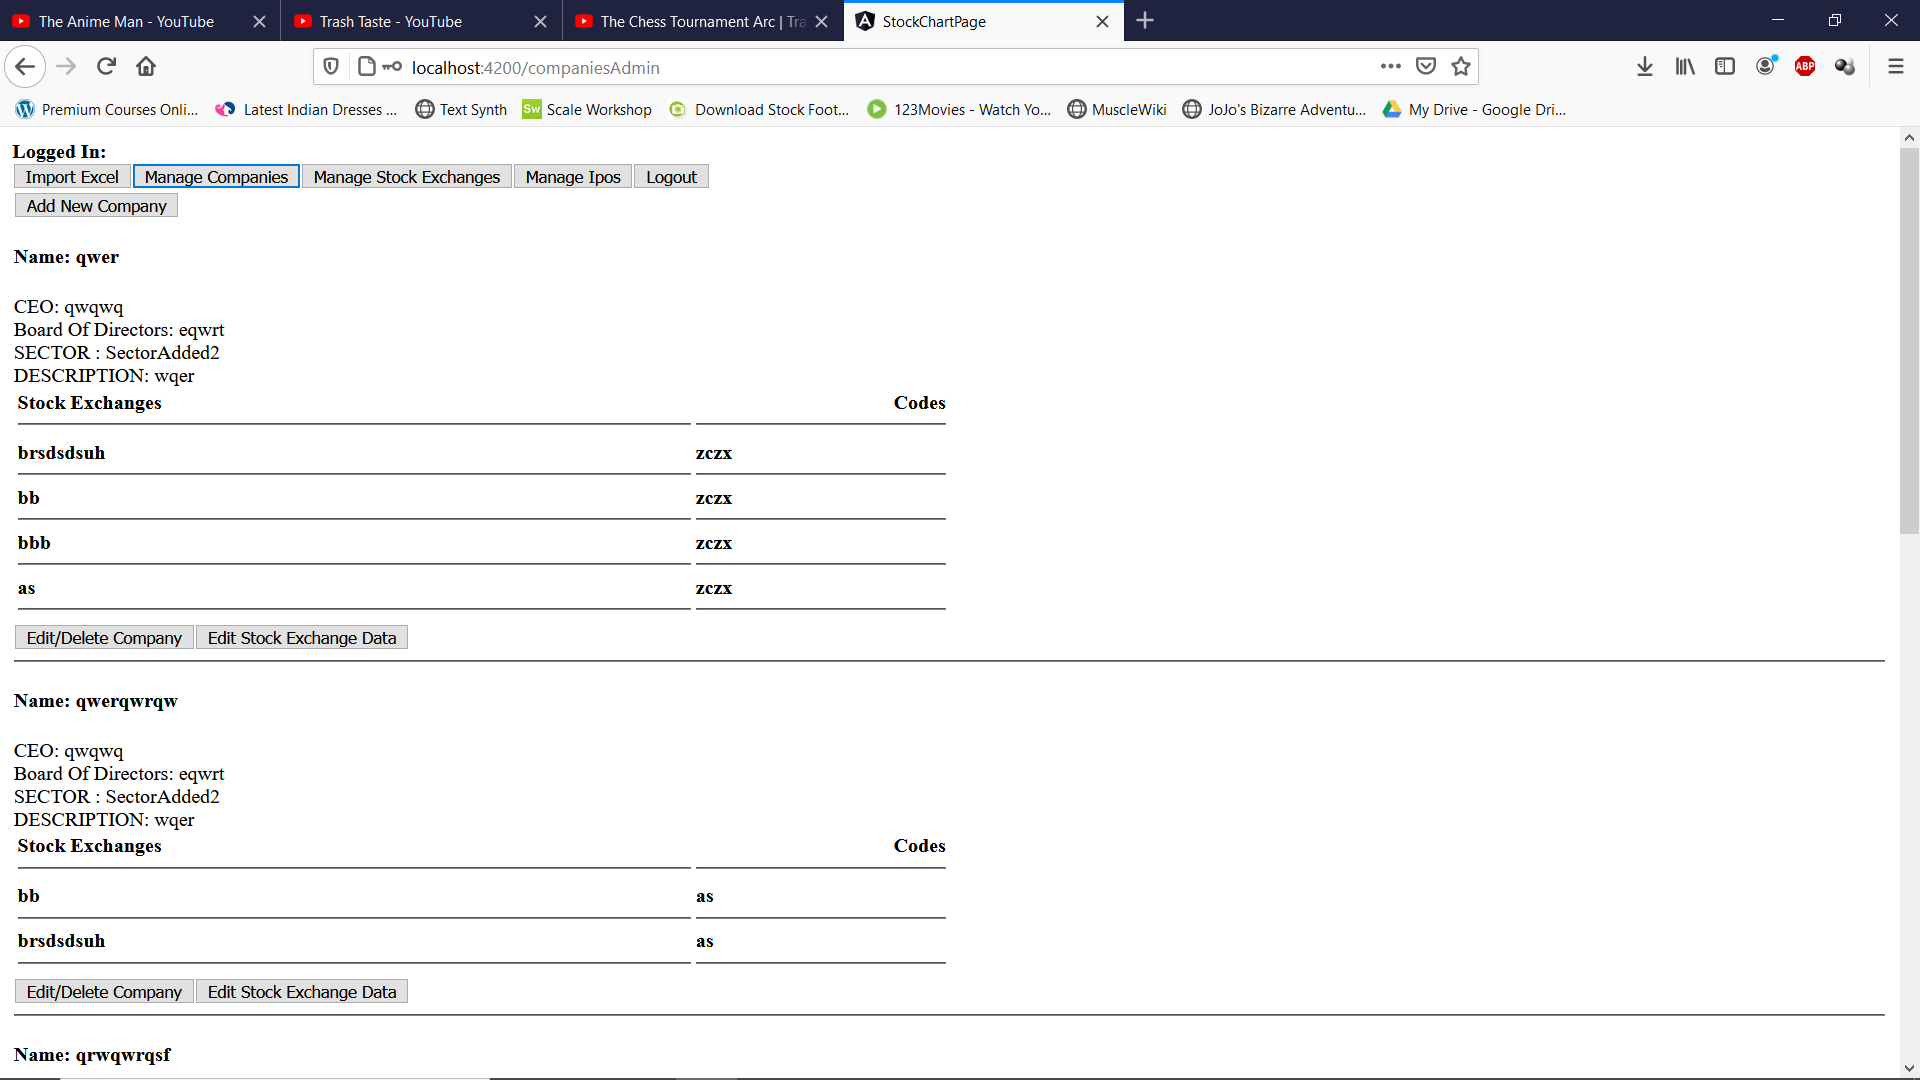 The Anime Man - YouTube
Trash Taste - YouTube
The Chess Tournament Arc | Tra
StockChartPage
localhost:4200/companiesAdmin
ABP
Premium Courses Onli...
Latest Indian Dresses ...
Text Synth
Sw Scale Workshop
Download Stock Foot...
123Movies - Watch Yo...
MuscleWiki
JoJo's Bizarre Adventu...
My Drive - Google Dri...
Logged In:
Import Excel Manage Companies Manage Stock Exchanges Manage Ipos Logout
Add New Company
Name: qwer
CEO: qwqwq
Board Of Directors: eqwrt
SECTOR : SectorAdded2
DESCRIPTION: wqer
Stock Exchanges Codes
brsdsdsuh zczx
bb zczx
bbb zczx
as zczx
Edit/Delete Company Edit Stock Exchange Data
Name: qwerqwrqw
CEO: qwqwq
Board Of Directors: eqwrt
SECTOR : SectorAdded2
DESCRIPTION: wqer
Stock Exchanges Codes
bb as
brsdsdsuh as
Edit/Delete Company Edit Stock Exchange Data
Name: qrwqwrqsf